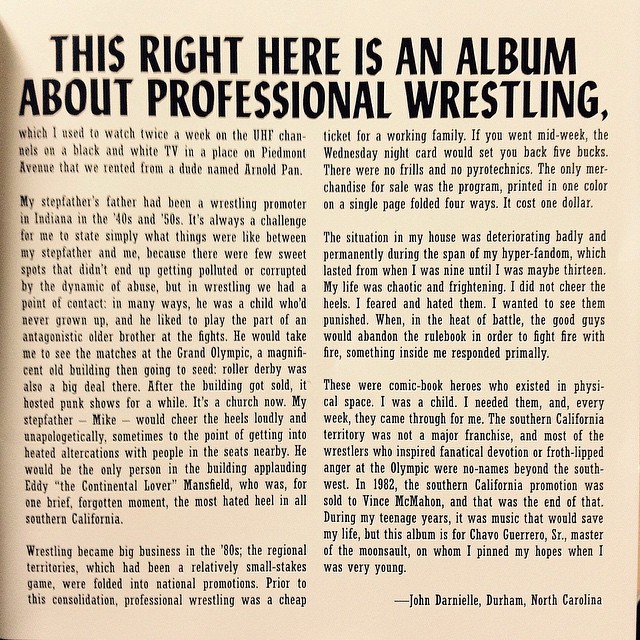 THIS RIGHT HERE IS AN ALBUM
ABOUT PROFESSIONAL WRESTLING,
which I used to watch twice a week on the UHF chan-
nels on a black and white TV in a place on Piedmont
Avenue that we rented from a dude named Arnold Pan.
My stepfather's father had been a wrestling promoter
in Indiana in the '40s and '50s. It's always a challenge
for me to state simply what things were like between
my stepfather and me, because there were few sweet
spots that didn't end up getting polluted or corrupted
by the dynamic of abuse, but in wrestling we had a
point of contact: in many ways, he was a child who'd
never grown up, and he liked to play the part of an
antagonistic older brother at the fights. He would take
me to see the matches at the Grand Olympic, a magnifi-
cent old building then going to seed: roller derby was
also a big deal there. After the building got sold, it
hosted punk shows for a while. It's a church now. My
stepfather – Mike – would cheer the heels loudly and
unapologetically, sometimes to the point of getting into
heated altercations with people in the seats nearby. He
would be the only person in the building applauding
Eddy “the Continental Lover” Mansfield, who was, for
one brief, forgotten moment, the most hated heel in all
southern California.
Wrestling became big business in the '80s; the regional
territories, which had been a relatively small-stakes
game, were folded into national promotions. Prior to
this consolidation, professional wrestling was a cheap
ticket for a working family. If you went mid-week, the
Wednesday night card would set you back five bucks.
There were no frills and no pyrotechnics. The only mer-
chandise for sale was the program, printed in one color
on a single page folded four ways. It cost one dollar.
The situation in my house was deteriorating badly and
permanently during the span of my hyper-fandom, which
lasted from when I was nine until I was maybe thirteen.
My life was chaotic and frightening. I did not cheer the
heels. I feared and hated them. I wanted to see them
punished. When, in the heat of battle, the good guys
would abandon the rulebook in order to fight fire with
fire, something inside me responded primally.
These were comic-book heroes who existed in physi-
cal space. I was a child. I needed them, and, every
week, they came through for me. The southern California
territory was not a major franchise, and most of the
wrestlers who inspired fanatical devotion or froth-lipped
anger at the Olympic were no-names beyond the south-
west. In 1982, the southern California promotion was
sold to Vince McMahon, and that was the end of that.
During my teenage years, it was music that would save
my life, but this album is for Chavo Guerrero, Sr., master
of the moonsault, on whom I pinned my hopes when I
was very young.
—John Darnielle, Durham, North Carolina